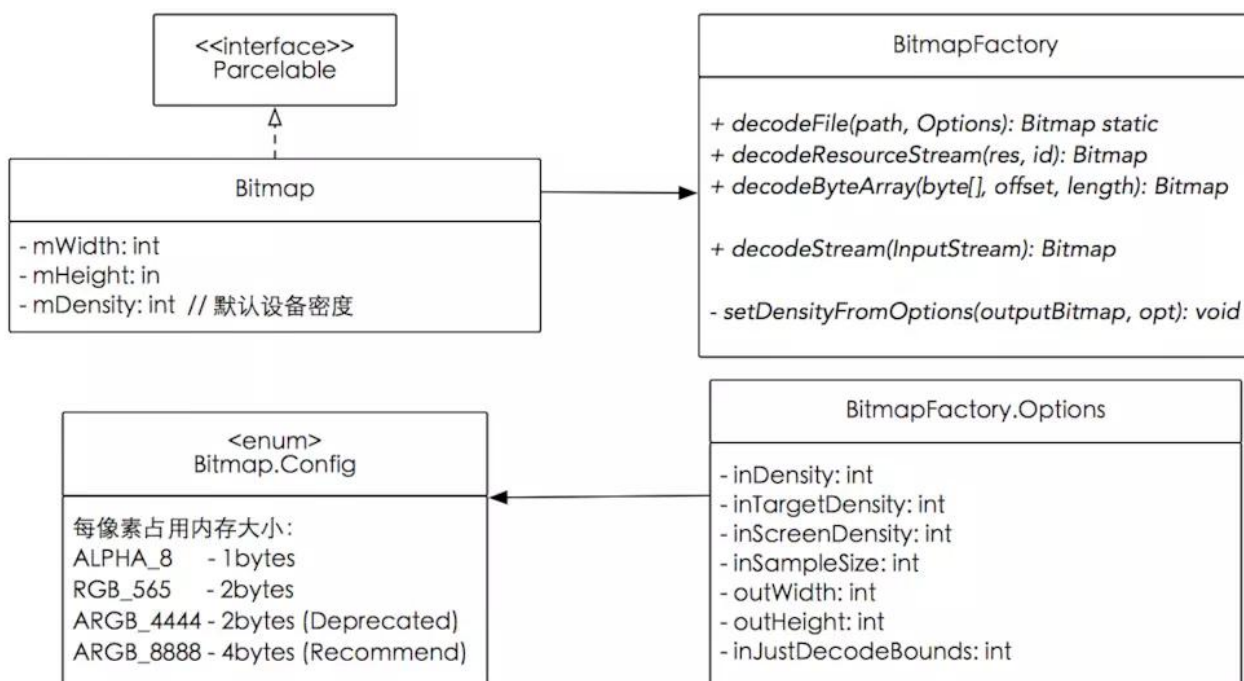 <<interface>>
Parcelable
Bitmap
- mWidth: int
- mHeight: in
- mDensity: int // 默认设备密度
BitmapFactory
+ decodeFile(path, Options): Bitmap static
+ decodeResourceStream(res, id): Bitmap
+ decodeByteArray(byte[], offset, length): Bitmap
+ decodeStream(InputStream): Bitmap
- setDensityFromOptions(outputBitmap, opt): void
<enum>
Bitmap.Config
每像素占用内存大小:
ALPHA_8 - 1bytes
RGB_565 - 2bytes
ARGB_4444 - 2bytes (Deprecated)
ARGB_8888 - 4bytes (Recommend)
BitmapFactory.Options
- inDensity: int
- inTargetDensity: int
- inScreenDensity: int
- inSampleSize: int
- outWidth: int
- outHeight: int
- inJustDecodeBounds: int